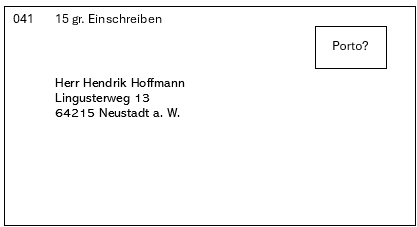 041 15 gr. Einschreiben
Porto?
Herr Hendrik Hoffmann
Lingusterweg 13
64215 Neustadt a. W.